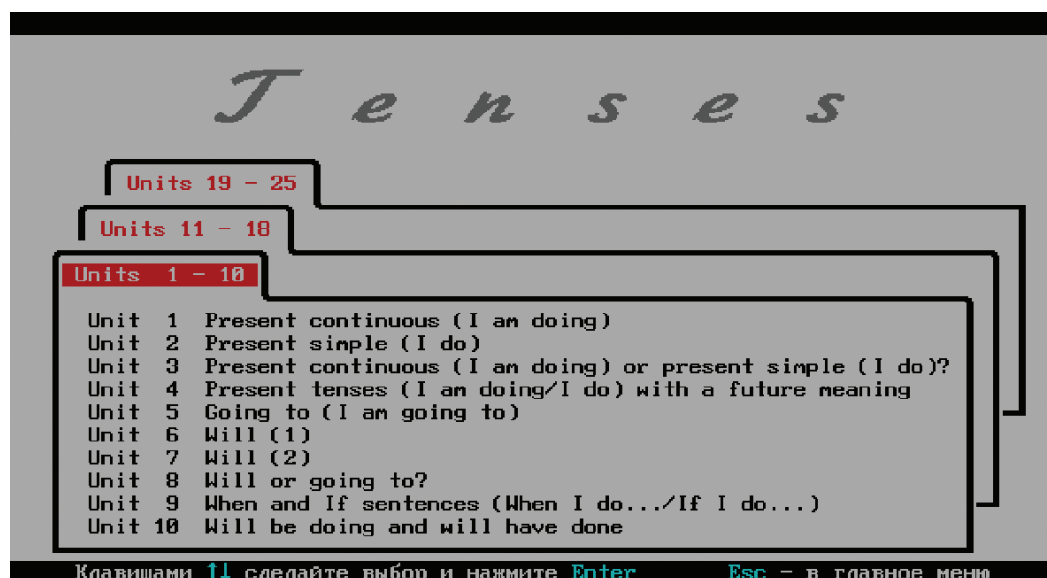 Tenses
Units 19 - 25
Units 11 - 18
Units 1 - 10
Unit 1 Present continuous (I am doing)
Unit 2 Present simple (I do)
Unit 3 Present continuous (I am doing) or present simple (I do)?
Unit 4 Present tenses (I am doing/I do) with a future meaning
Unit 5 Going to (I am going to)
Unit 6 Will (1)
Unit 7 Will (2)
Unit 8 Will or going to?
Unit 9 When and If sentences (When I do.../If I do...)
Unit 10 Will be doing and will have done
Клавишами ↑↓ сделайте выбор и нажмите Enter Esc - в главное меню